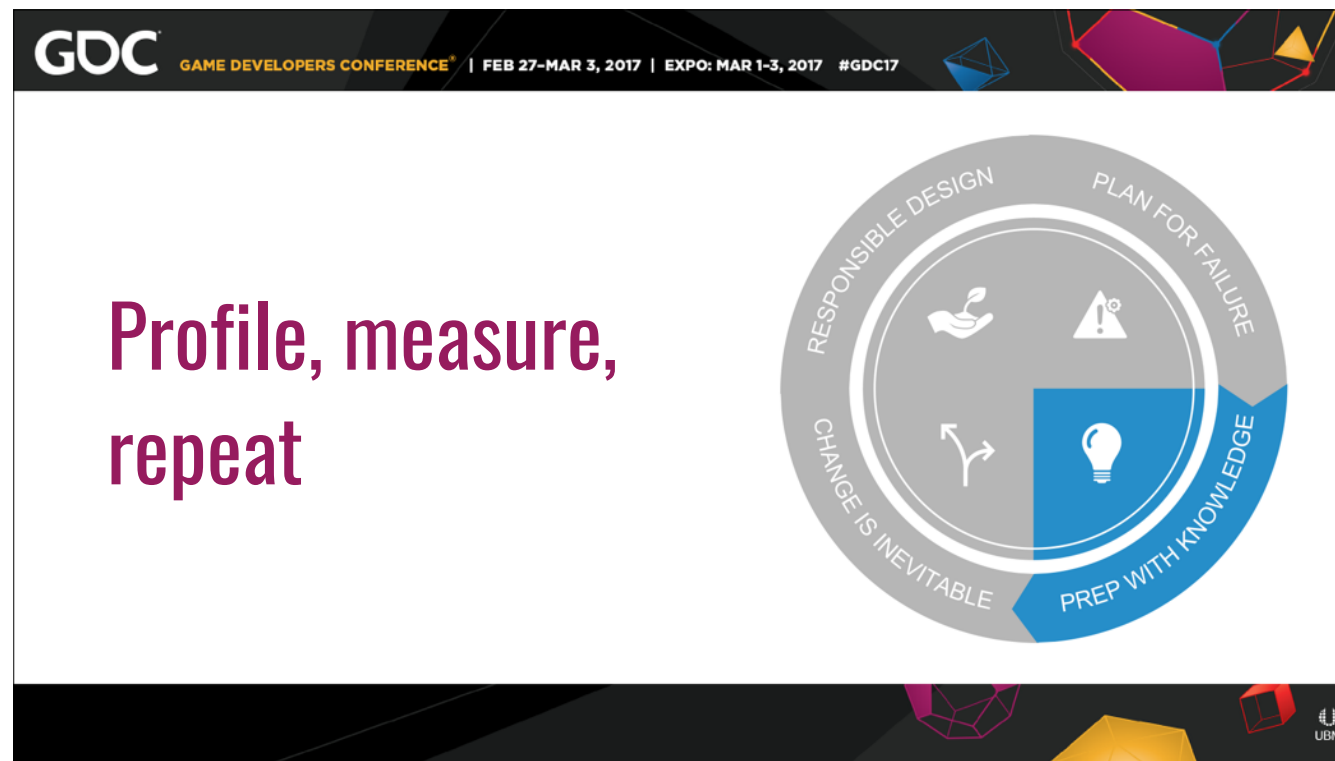 GDC GAME DEVELOPERS CONFERENCE® | FEB 27–MAR 3, 2017 | EXPO: MAR 1–3, 2017 #GDC17
Profile, measure,
repeat
RESPONSIBLE DESIGN
PLAN FOR FAILURE
CHANGE IS INEVITABLE
PREP WITH KNOWLEDGE